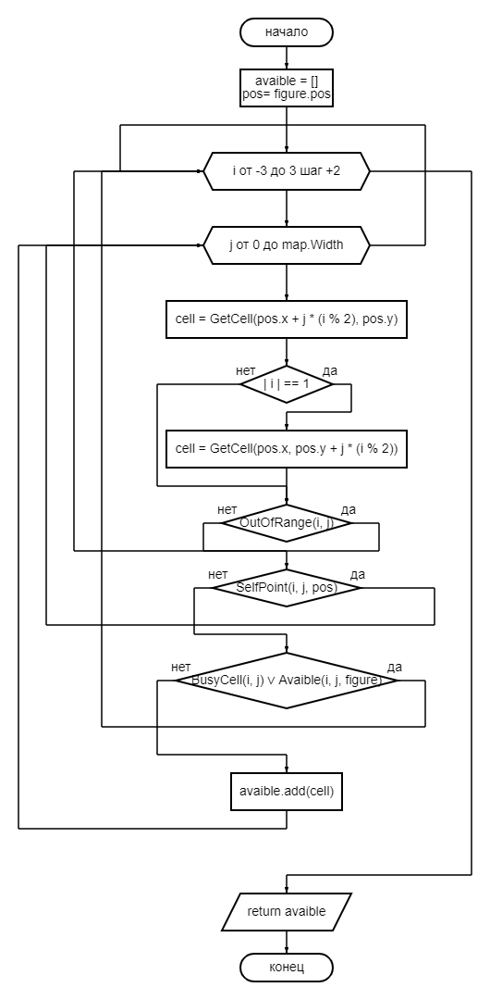 начало
avaible = []
pos= figure.pos
i от -3 до 3 шаг +2
j от 0 до map.Width
cell = GetCell(pos.x + j * (i % 2), pos.y)
нет
да
| i | == 1
cell = GetCell(pos.x, pos.y + j * (i % 2))
нет
да
OutOfRange(i, j)
нет
да
SelfPoint(i, j, pos)
нет
да
BusyCell(i, j) ∨ Avaible(i, j, figure)
avaible.add(cell)
return avaible
конец